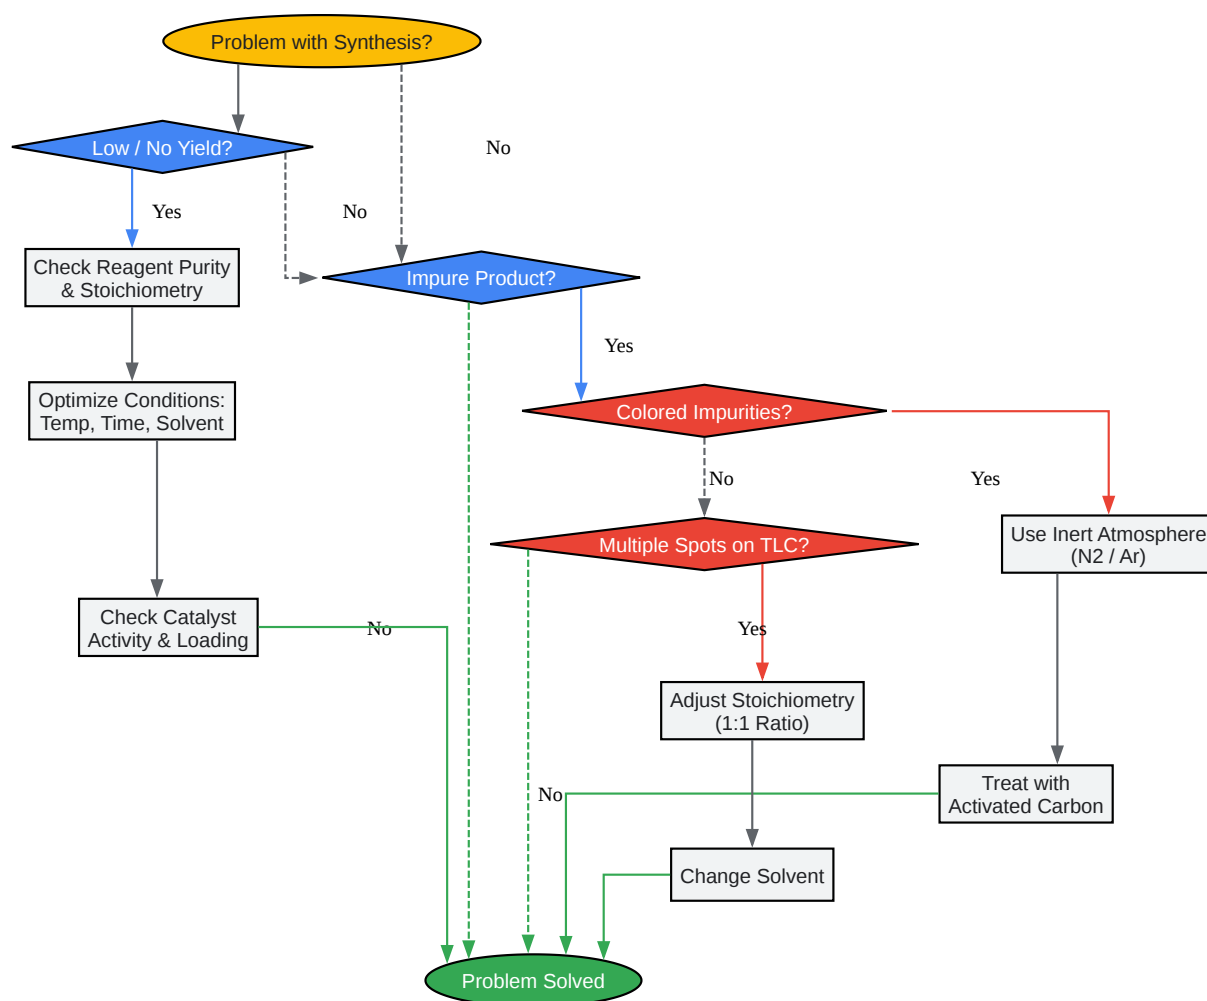 Problem with Synthesis?
Low / No Yield?
No
Yes
No
Check Reagent Purity
& Stoichiometry
Impure Product?
Yes
Optimize Conditions:
Temp, Time, Solvent
Colored Impurities?
No
Yes
Use Inert Atmosphere
(N2 / Ar)
Multiple Spots on TLC?
Check Catalyst
Activity & Loading
No
Yes
Adjust Stoichiometry
(1:1 Ratio)
No
Treat with
Activated Carbon
Change Solvent
Problem Solved